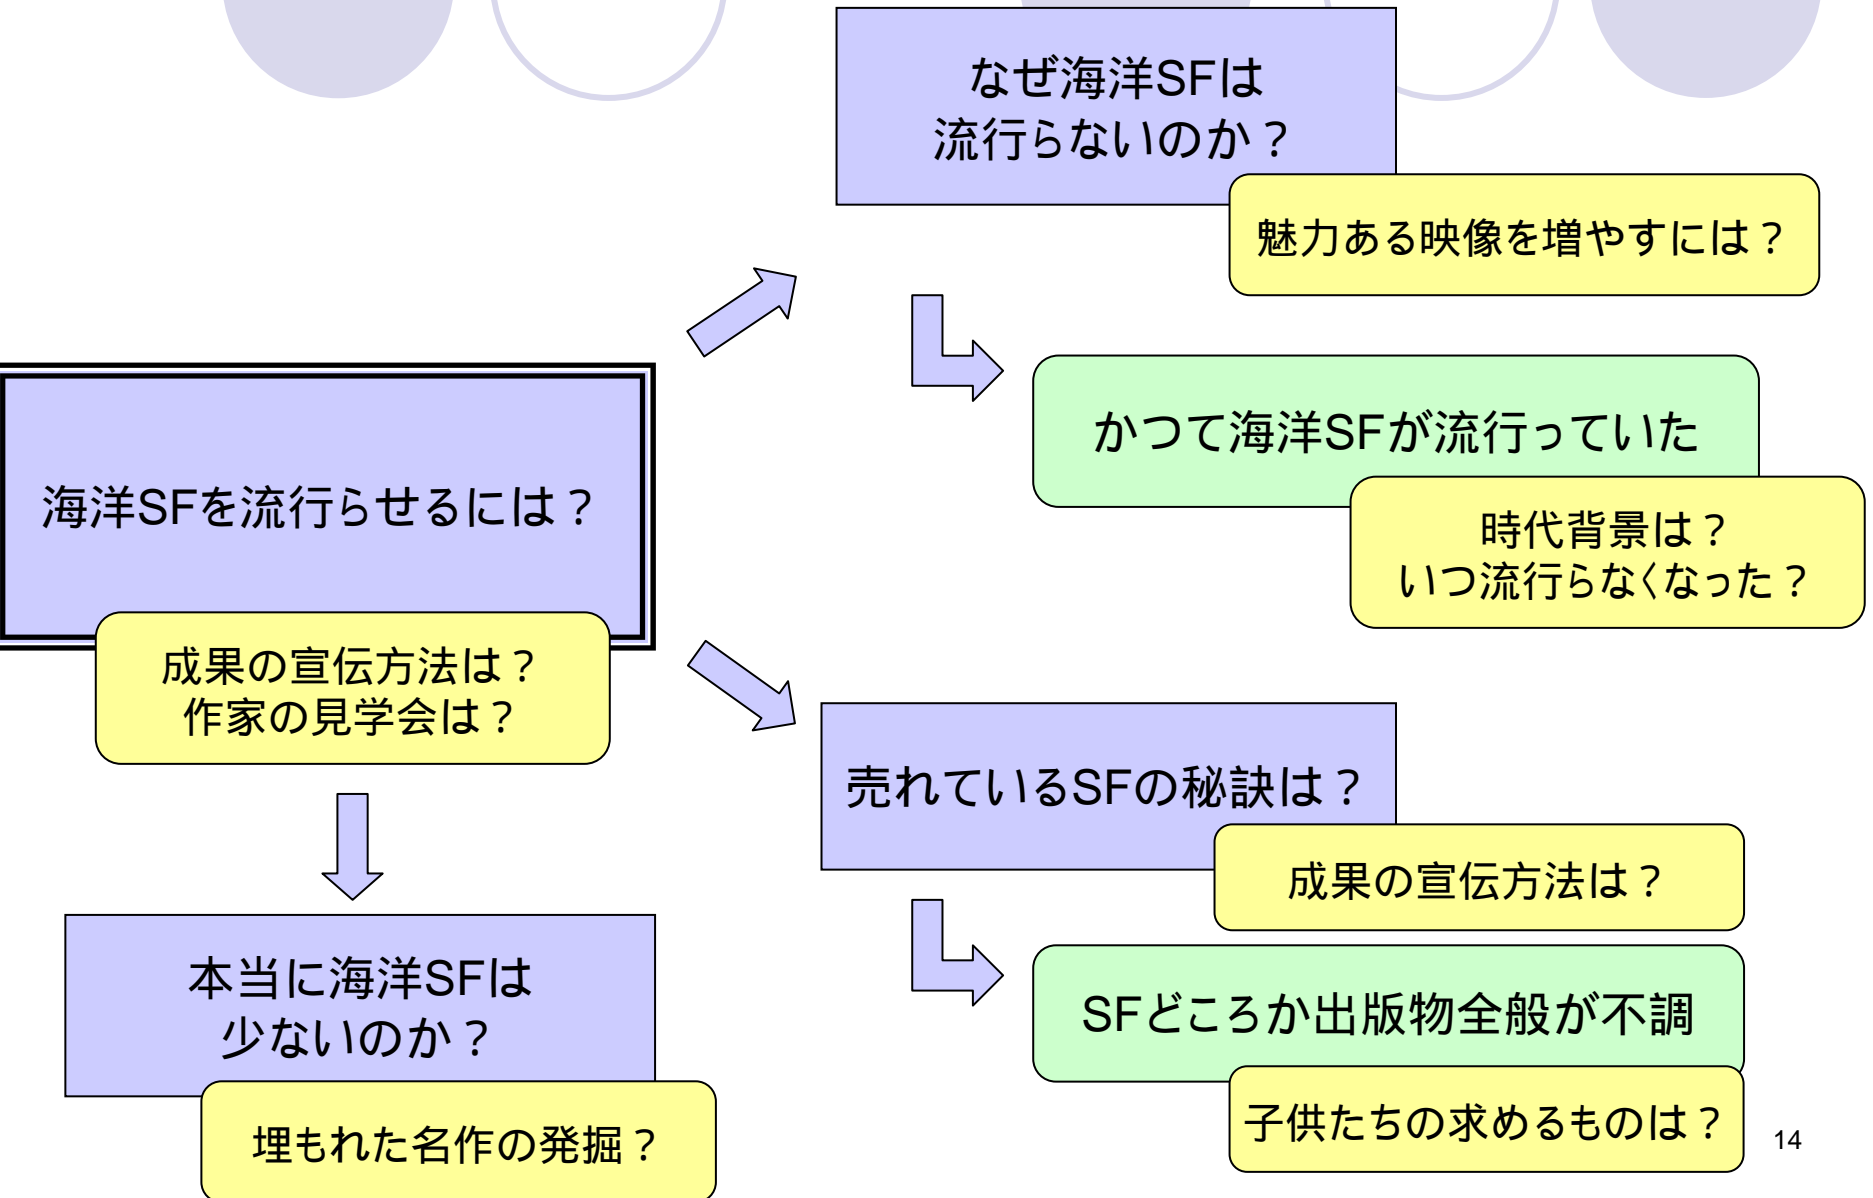 なぜ海洋SFは
流行らないのか？
魅力ある映像を増やすには？
かつて海洋SFが流行っていた
時代背景は？
いつ流行らなくなった？
海洋SFを流行らせるには？
成果の宣伝方法は？
作家の見学会は？
売れているSFの秘訣は？
成果の宣伝方法は？
SFどころか出版物全般が不調
子供たちの求めるものは？
本当に海洋SFは
少ないのか？
埋もれた名作の発掘？
14